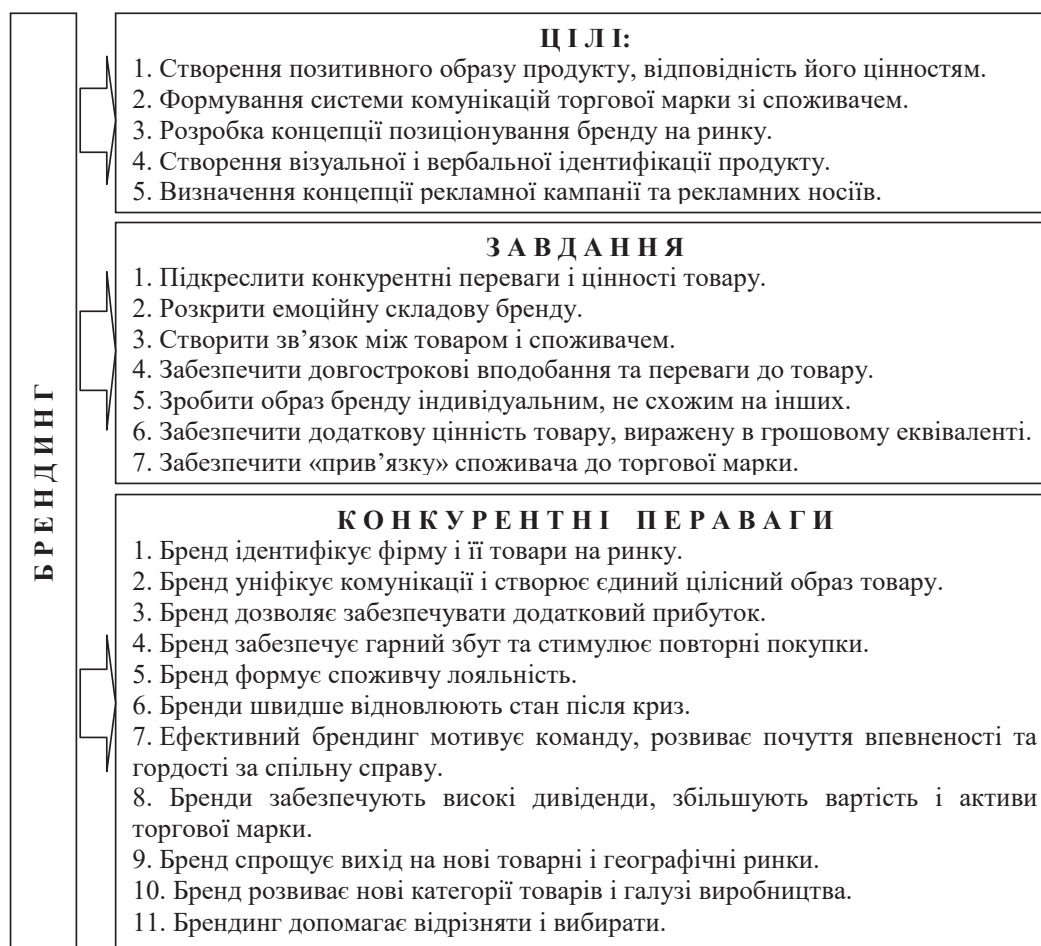 БРЕНДИНГ
ЦІЛІ:
1. Створення позитивного образу продукту, відповідність його цінностям.
2. Формування системи комунікацій торгової марки зі споживачем.
3. Розробка концепції позиціонування бренду на ринку.
4. Створення візуальної і вербальної ідентифікації продукту.
5. Визначення концепції рекламної кампанії та рекламних носіїв.
ЗАВДАННЯ
1. Підкреслити конкурентні переваги і цінності товару.
2. Розкрити емоційну складову бренду.
3. Створити зв’язок між товаром і споживачем.
4. Забезпечити довгострокові вподобання та переваги до товару.
5. Зробити образ бренду індивідуальним, не схожим на інших.
6. Забезпечити додаткову цінність товару, виражену в грошовому еквіваленті.
7. Забезпечити «прив’язку» споживача до торгової марки.
КОНКУРЕНТНІ ПЕРАВАГИ
1. Бренд ідентифікує фірму і її товари на ринку.
2. Бренд уніфікує комунікації і створює єдиний цілісний образ товару.
3. Бренд дозволяє забезпечувати додатковий прибуток.
4. Бренд забезпечує гарний збут та стимулює повторні покупки.
5. Бренд формує споживчу лояльність.
6. Бренди швидше відновлюють стан після криз.
7. Ефективний брендинг мотивує команду, розвиває почуття впевненості та
гордості за спільну справу.
8. Бренди забезпечують високі дивіденди, збільшують вартість і активи
торгової марки.
9. Бренд спрощує вихід на нові товарні і географічні ринки.
10. Бренд розвиває нові категорії товарів і галузі виробництва.
11. Брендинг допомагає відрізняти і вибирати.